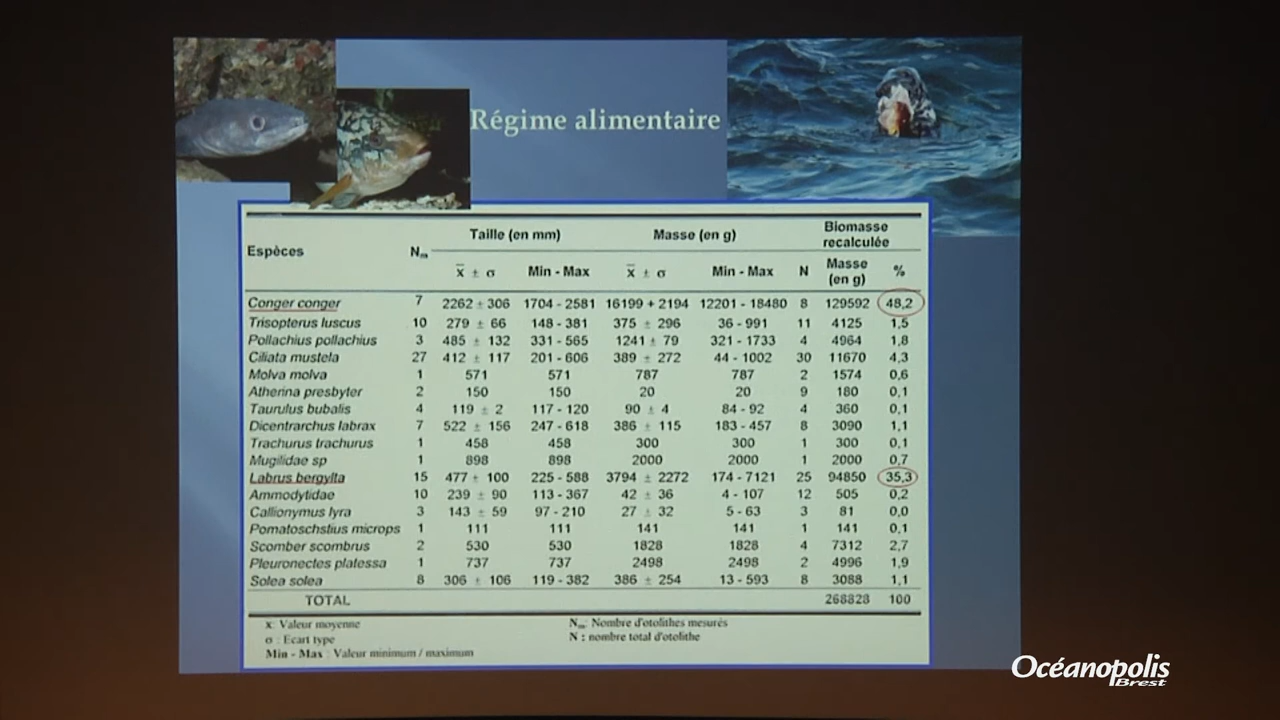 Régime alimentaire
Espèces Nm Taille (en mm) Masse (en g) Biomasse recalculée
x̄ ± σ Min - Max x̄ ± σ Min - Max N Masse (en g) %
Conger conger 7 2262 ± 306 1704 - 2581 16199 + 2194 12201 - 18480 8 129592 48,2
Trisopterus luscus 10 279 ± 66 148 - 381 375 ± 296 36 - 991 11 4125 1,5
Pollachius pollachius 3 485 ± 132 331 - 565 1241 ± 79 321 - 1733 4 4964 1,8
Ciliata mustela 27 412 ± 117 201 - 606 389 ± 272 44 - 1002 30 11670 4,3
Molva molva 1 571 571 787 787 2 1574 0,6
Atherina presbyter 2 150 150 20 20 9 180 0,1
Taurulus bubalis 4 119 ± 2 117 - 120 90 ± 4 84 - 92 4 360 0,1
Dicentrarchus labrax 7 522 ± 156 247 - 618 386 ± 115 183 - 457 8 3090 1,1
Trachurus trachurus 1 458 458 300 300 1 300 0,1
Mugilidae sp 1 898 898 2000 2000 1 2000 0,7
Labrus bergylta 15 477 ± 100 225 - 588 3794 ± 2272 174 - 7121 25 94850 35,3
Ammodytidae 10 239 ± 90 113 - 367 42 ± 36 4 - 107 12 505 0,2
Callionymus lyra 3 143 ± 59 97 - 210 27 ± 32 5 - 63 3 81 0,0
Pomatoschstius microps 1 111 111 141 141 1 141 0,1
Scomber scombrus 2 530 530 1828 1828 4 7312 2,7
Pleuronectes platessa 1 737 737 2498 2498 2 4996 1,9
Solea solea 8 306 ± 106 119 - 382 386 ± 254 13 - 593 8 3088 1,1
TOTAL 268828 100
x̄: Valeur moyenne
σ : Ecart type
Min - Max : Valeur minimum / maximum
Nm: Nombre d'otolithes mesurés
N : nombre total d'otolithe
Océanopolis
Brest